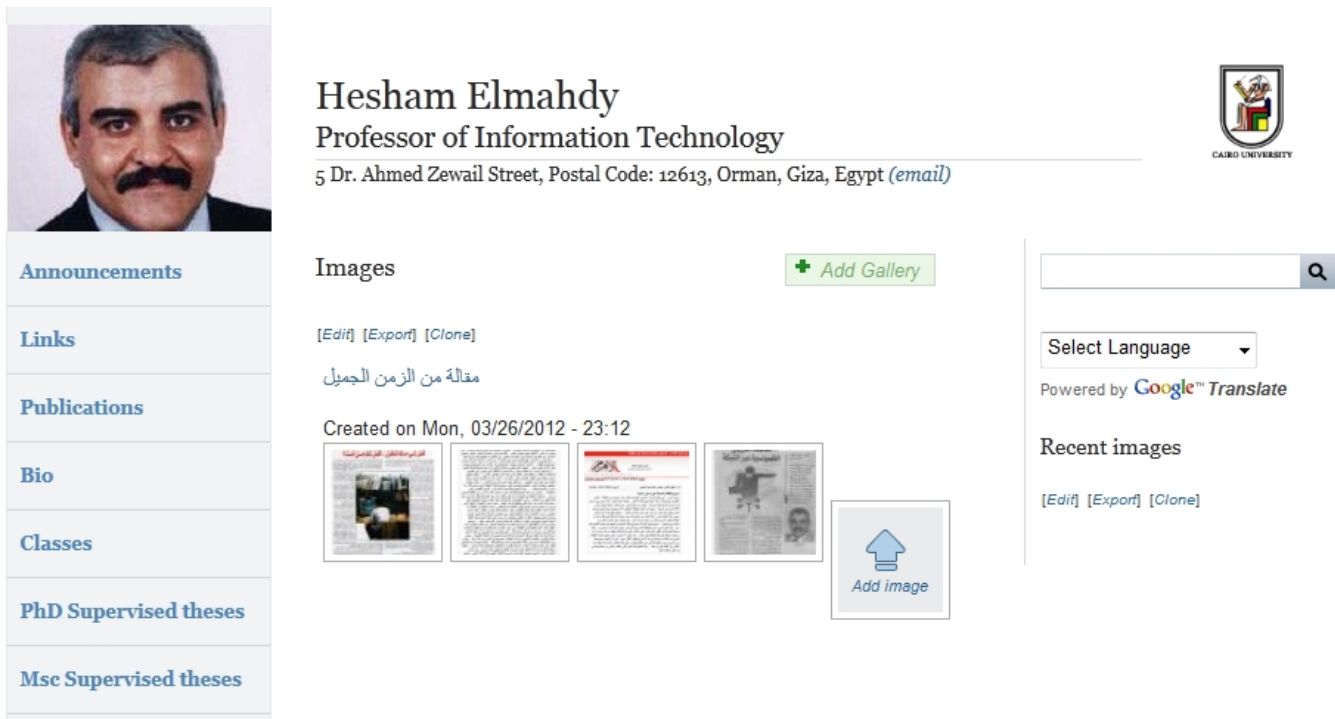 Hesham Elmahdy
Professor of Information Technology
5 Dr. Ahmed Zewail Street, Postal Code: 12613, Orman, Giza, Egypt (email)
CAIRO UNIVERSITY
Announcements
Links
Publications
Bio
Classes
PhD Supervised theses
Msc Supervised theses
Images
Add Gallery
[Edit] [Export] [Clone]
مقالة من الزمن الجميل
Created on Mon, 03/26/2012 - 23:12
Add image
Select Language
Powered by Google™ Translate
Recent images
[Edit] [Export] [Clone]